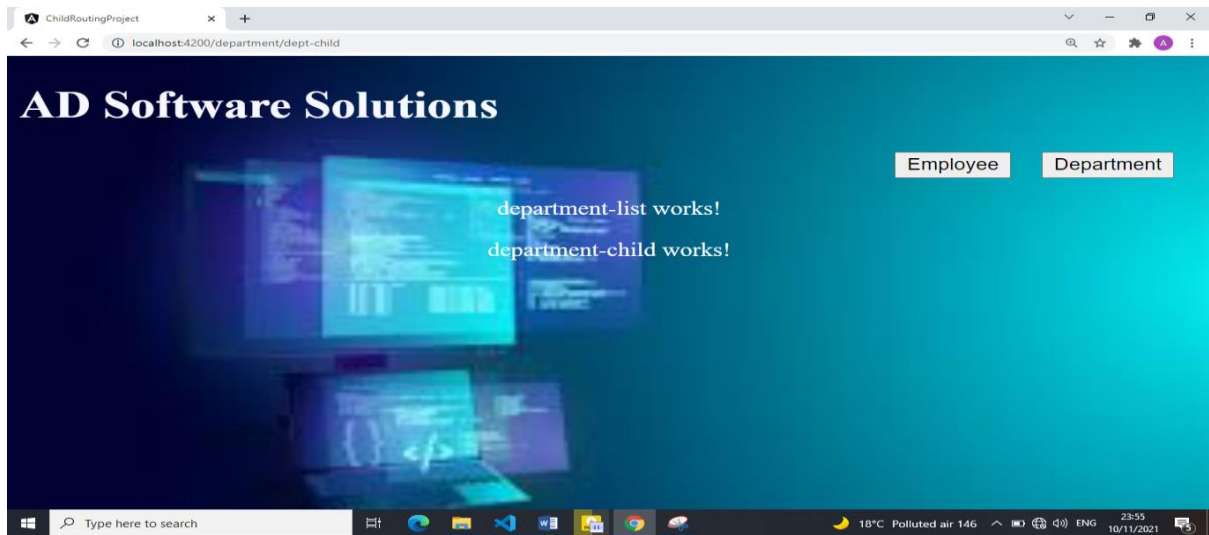 ChildRoutingProject
localhost:4200/department/dept-child
A
AD Software Solutions
Employee Department
department-list works!
department-child works!
{} </>
Type here to search
18°C Polluted air 146 ENG
23:55
10/11/2021
5